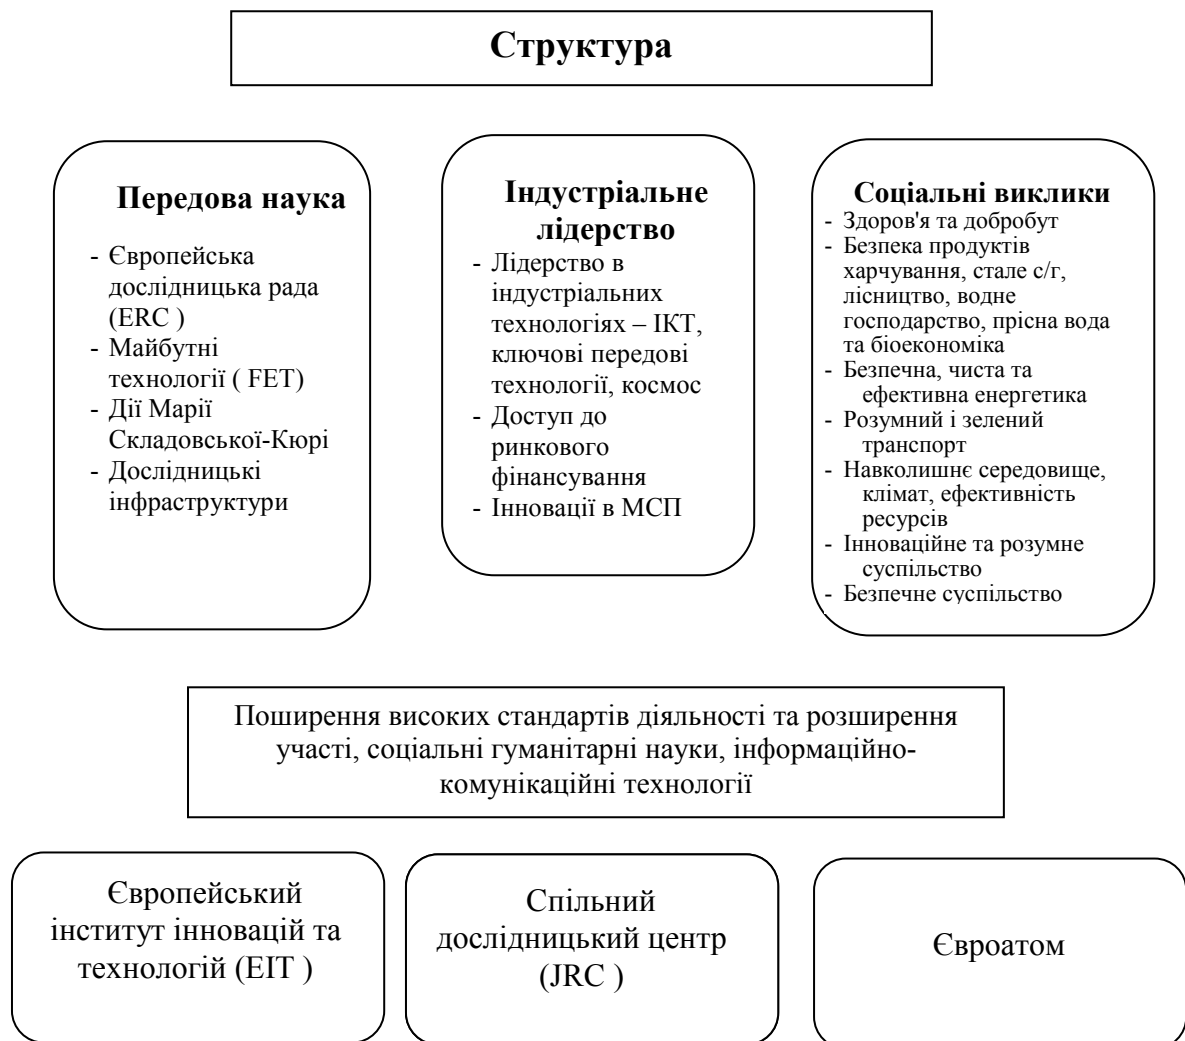 Структура
Передова наука
- Європейська
дослідницька рада
(ERC )
- Майбутні
технології ( FET)
- Дії Марії
Складовської-Кюрі
- Дослідницькі
інфраструктури
Індустріальне
лідерство
- Лідерство в
індустріальних
технологіях – ІКТ,
ключові передові
технології, космос
- Доступ до
ринкового
фінансування
- Інновації в МСП
Соціальні виклики
- Здоров'я та добробут
- Безпека продуктів
харчування, стале с/г,
лісництво, водне
господарство, прісна вода
та біоекономіка
- Безпечна, чиста та
ефективна енергетика
- Розумний і зелений
транспорт
- Навколишнє середовище,
клімат, ефективність
ресурсів
- Інноваційне та розумне
суспільство
- Безпечне суспільство
Поширення високих стандартів діяльності та розширення
участі, соціальні гуманітарні науки, інформаційно-
комунікаційні технології
Європейський
інститут інновацій та
технологій (EIT )
Спільний
дослідницький центр
(JRC )
Євроатом